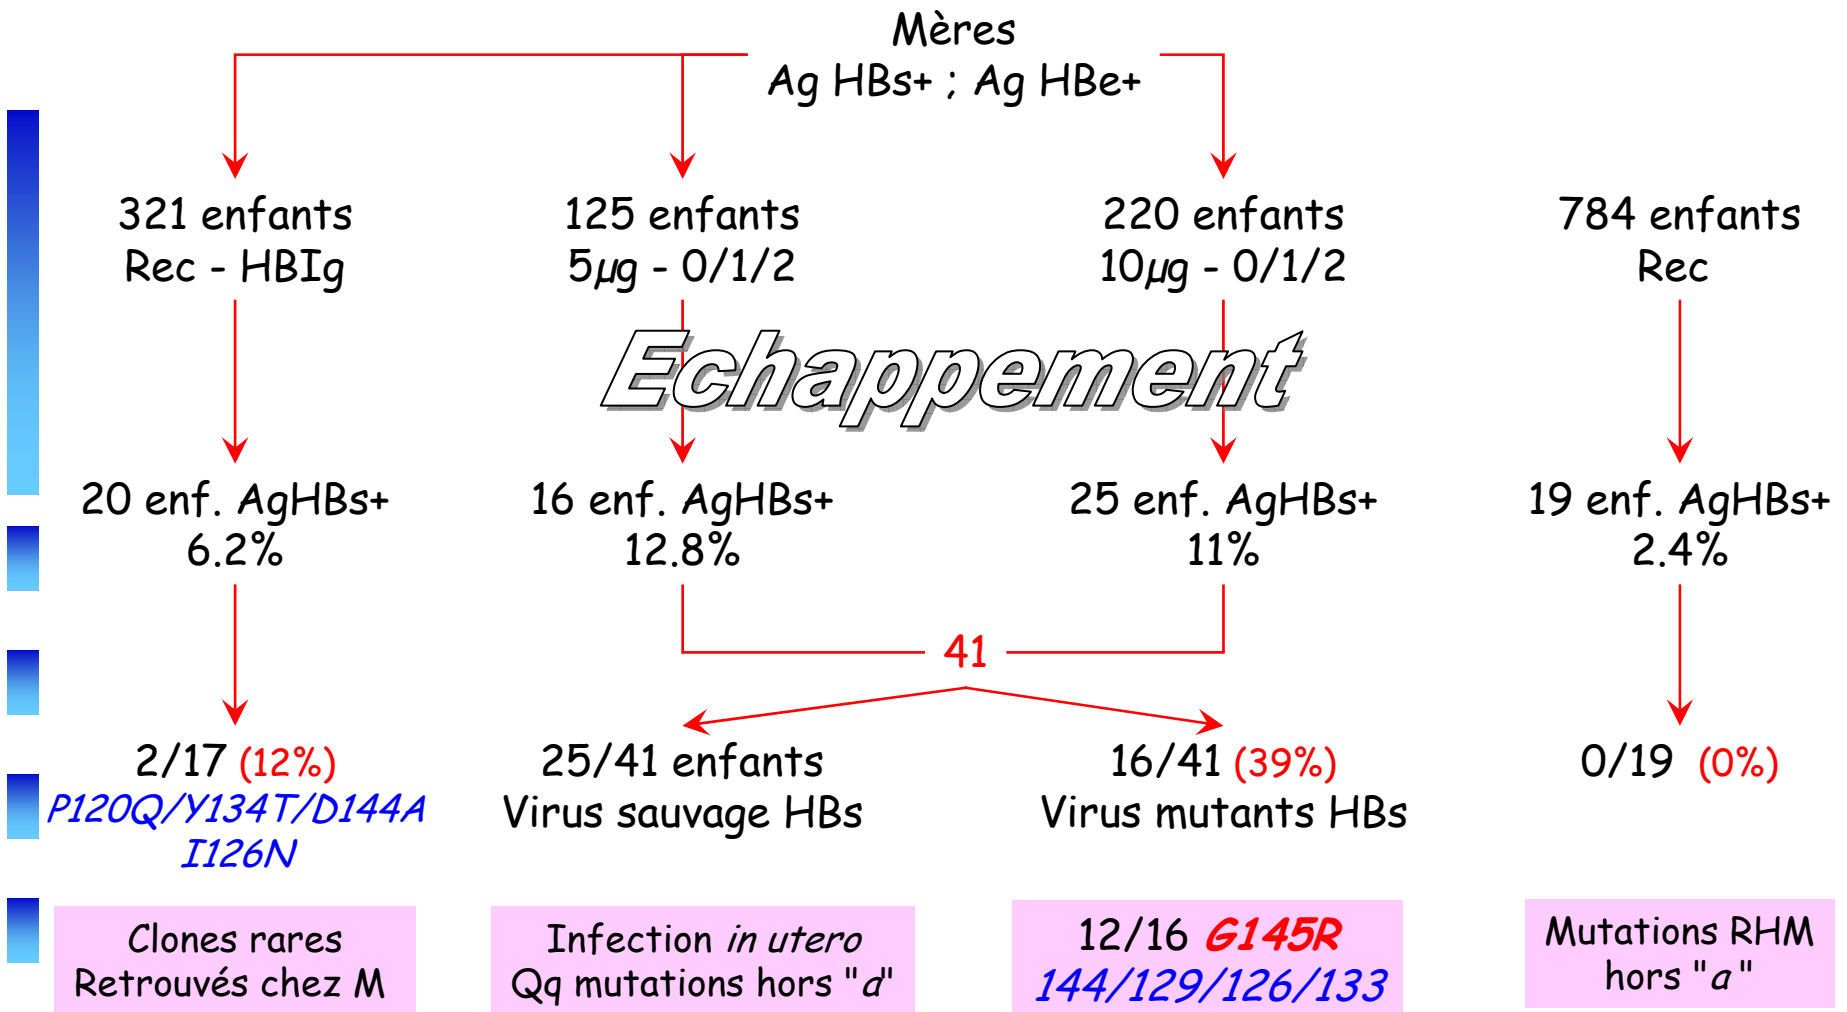 Mères
Ag HBs+ ; Ag HBe+
321 enfants
Rec - HBIg
125 enfants
5µg - 0/1/2
220 enfants
10µg - 0/1/2
784 enfants
Rec
Echappement
20 enf. AgHBs+
6.2%
16 enf. AgHBs+
12.8%
25 enf. AgHBs+
11%
19 enf. AgHBs+
2.4%
41
2/17 (12%)
P120Q/Y134T/D144A
I126N
25/41 enfants
Virus sauvage HBs
16/41 (39%)
Virus mutants HBs
0/19 (0%)
Clones rares
Retrouvés chez M
Infection in utero
Qq mutations hors "a"
12/16 G145R
144/129/126/133
Mutations RHM
hors "a "